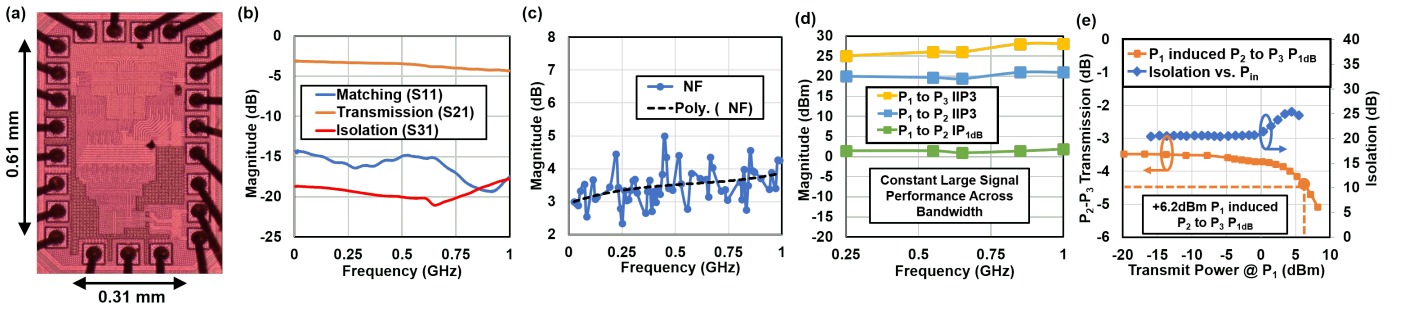 (a)
0.61 mm
0.31 mm
(b)
Magnitude (dB)
0
-5
-10
-15
-20
-25
Matching (S11)
Transmission (S21)
Isolation (S31)
0 0.25 0.5 0.75 1
Frequency (GHz)
(c)
Magnitude (dB)
8
6
4
2
NF
Poly. ( NF)
0 0.25 0.5 0.75 1
Frequency (GHz)
(d)
Magnitude (dBm)
30
25
20
15
10
5
0
-5
-10
-15
-20
P1 to P3 IIP3
P1 to P2 IIP3
P1 to P2 IP1dB
Constant Large Signal
Performance Across
Bandwidth
0.25 0.50 0.75 1
Frequency (GHz)
(e)
P2-P3 Transmission (dB)
0
-1
-2
-3
-4
-5
-6
P1 induced P2 to P3 P1dB
Isolation vs. Pin
+6.2dBm P1 induced
P2 to P3 P1dB
40
35
30
25
20
15
10
5
0
Isolation (dB)
-20 -15 -10 -5 0 5 10
Transmit Power @ P1 (dBm)